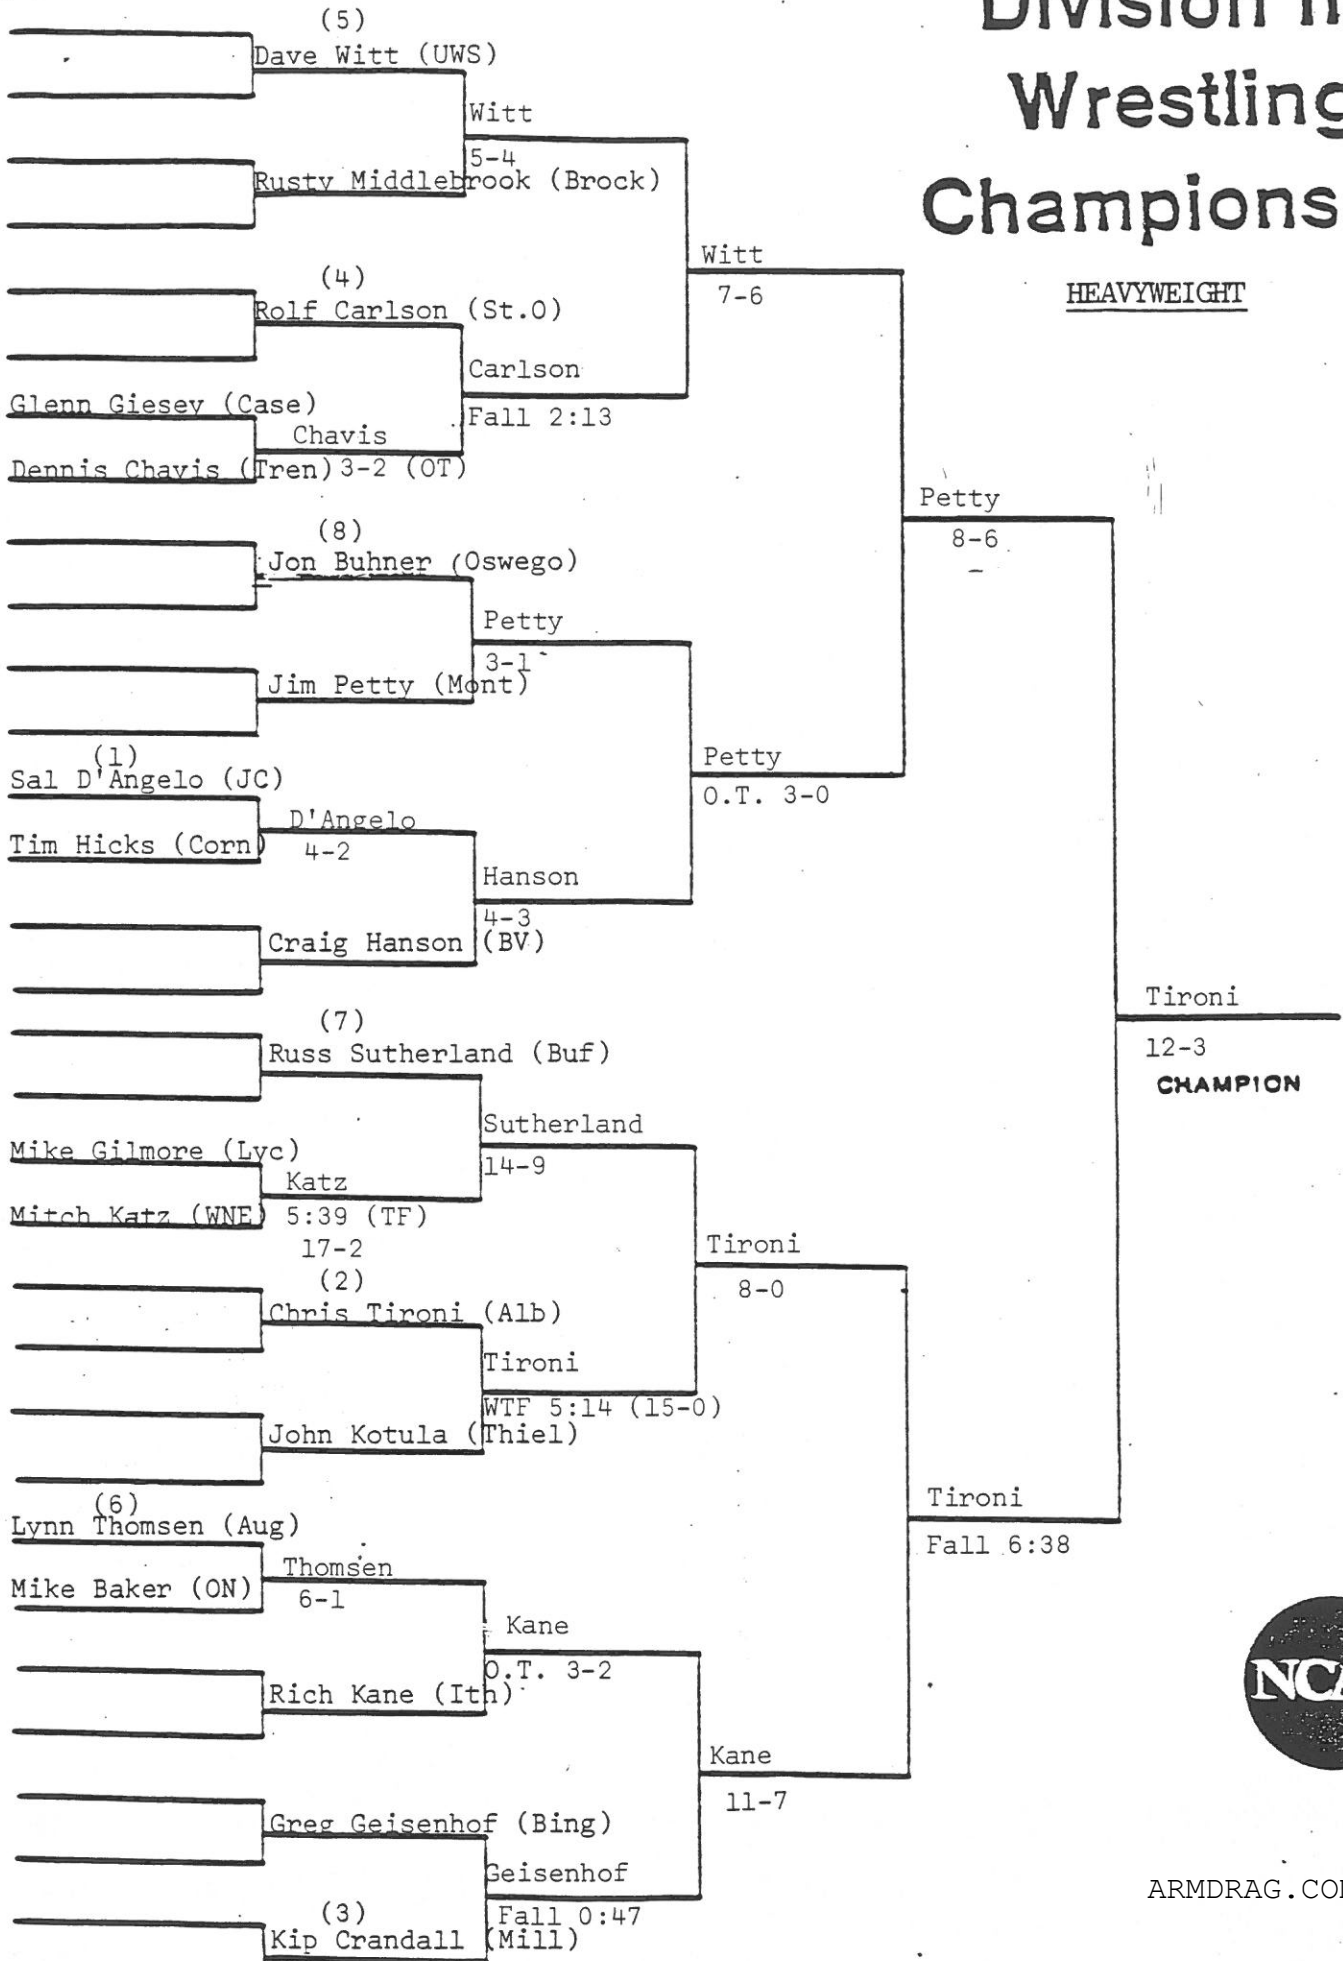 Division II
Wrestling
Champions
HEAVYWEIGHT
(5)
Dave Witt (UWS)
Witt
5-4
Rusty Middlebrook (Brock)
Witt
7-6
(4)
Rolf Carlson (St.O)
Carlson
Fall 2:13
Glenn Giesey (Case)
Chavis
Dennis Chavis (Tren) 3-2 (OT)
Petty
8-6
(8)
Jon Buhner (Oswego)
Petty
3-1
Jim Petty (Mont)
Petty
O.T. 3-0
(1)
Sal D'Angelo (JC)
D'Angelo
Tim Hicks (Corn) 4-2
Hanson
4-3
Craig Hanson (BV)
Tironi
12-3
CHAMPION
(7)
Russ Sutherland (Buf)
Sutherland
14-9
Mike Gilmore (Lyc)
Katz
Mitch Katz (WNE) 5:39 (TF)
17-2
Tironi
8-0
(2)
Chris Tironi (Alb)
Tironi
WTF 5:14 (15-0)
John Kotula (Thiel)
Tironi
Fall 6:38
(6)
Lynn Thomsen (Aug)
Thomsen
Mike Baker (ON) 6-1
Kane
O.T. 3-2
Rich Kane (Ith)
Kane
11-7
Greg Geisenhof (Bing)
Geisenhof
Fall 0:47
(3)
Kip Crandall (Mill)
NCA
ARMDRAG.CO